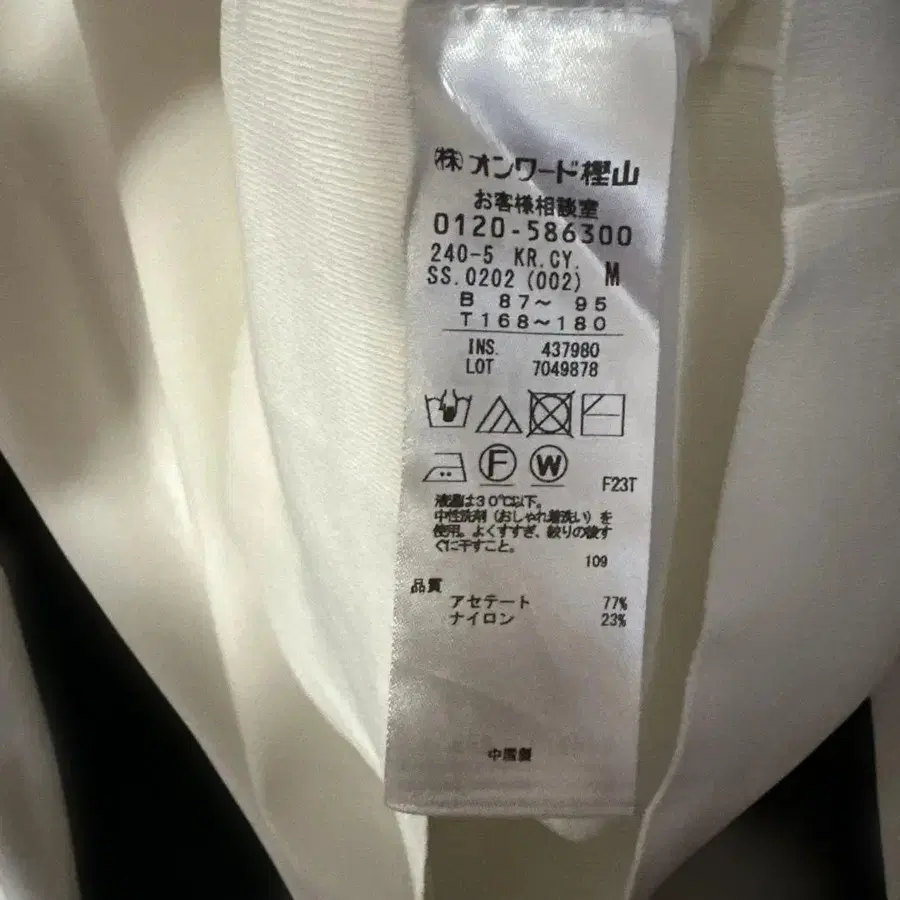 ㈱オンワード樫山
お客様相談室
0120-586300
240-5 KR.CY.
SS.0202 (002) M
B 87～ 95
T168～180
INS. 437980
LOT 7049878
F W
F23T
液温は30℃以下。
中性洗剤（おしゃれ着洗い）を
使用。よくすすぎ、絞りの後す
ぐに干すこと。
109
品質
アセテート 77%
ナイロン 23%
中国製